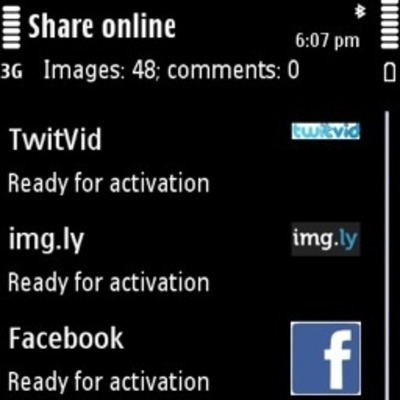 Share online
6:07 pm
3G Images: 48; comments: 0
TwitVid twitvid
Ready for activation
img.ly img.ly
Ready for activation
Facebook f
Ready for activation